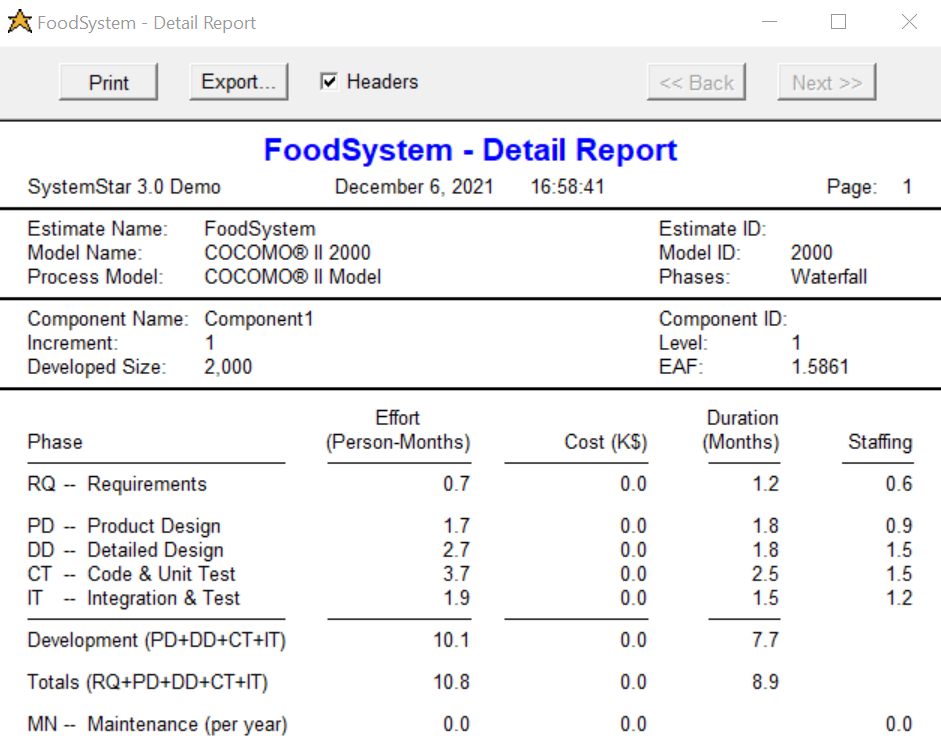 FoodSystem - Detail Report
Print Export... Headers << Back Next >>
FoodSystem - Detail Report
SystemStar 3.0 Demo December 6, 2021 16:58:41 Page: 1
Estimate Name: FoodSystem Estimate ID:
Model Name: COCOMO® II 2000 Model ID: 2000
Process Model: COCOMO® II Model Phases: Waterfall
Component Name: Component1 Component ID:
Increment: 1 Level: 1
Developed Size: 2,000 EAF: 1.5861
Effort Duration
Phase (Person-Months) Cost (K$) (Months) Staffing
RQ -- Requirements 0.7 0.0 1.2 0.6
PD -- Product Design 1.7 0.0 1.8 0.9
DD -- Detailed Design 2.7 0.0 1.8 1.5
CT -- Code & Unit Test 3.7 0.0 2.5 1.5
IT -- Integration & Test 1.9 0.0 1.5 1.2
Development (PD+DD+CT+IT) 10.1 0.0 7.7
Totals (RQ+PD+DD+CT+IT) 10.8 0.0 8.9
MN -- Maintenance (per year) 0.0 0.0 0.0